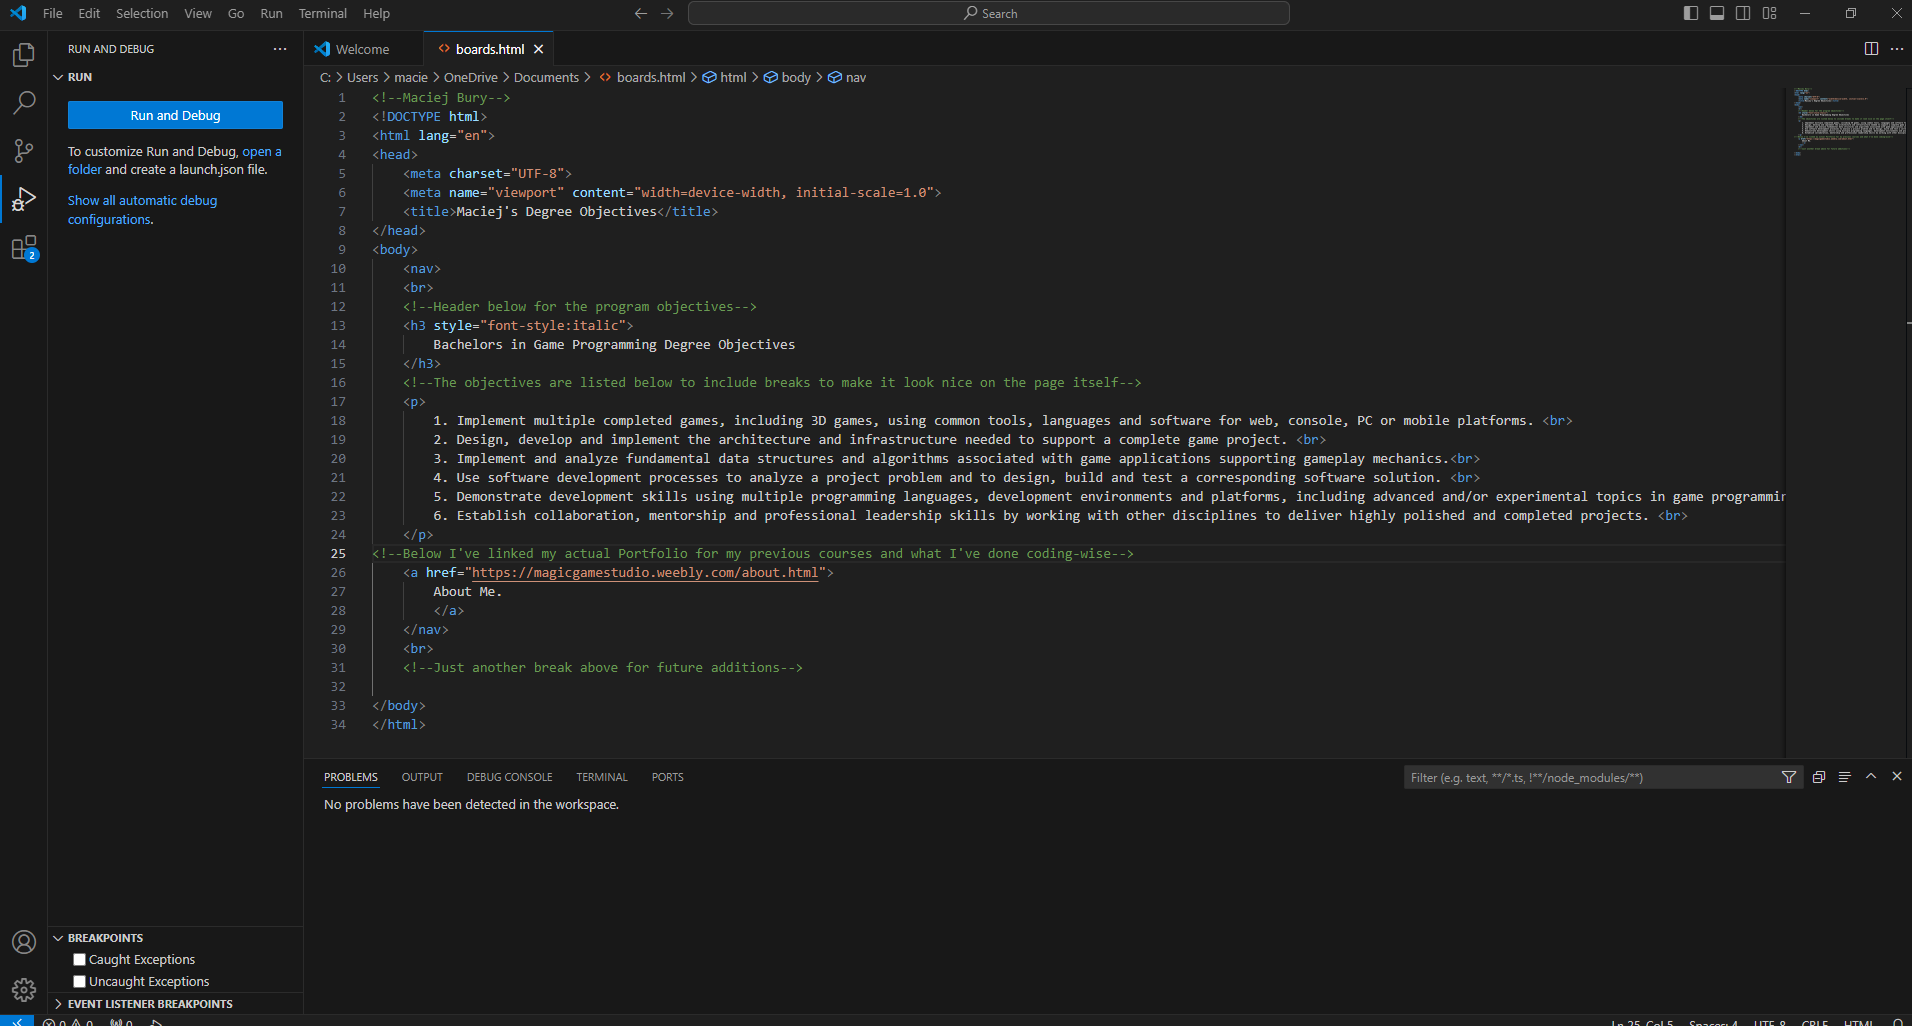 File Edit Selection View Go Run Terminal Help
Search
RUN AND DEBUG
RUN
Run and Debug
To customize Run and Debug, open a
folder and create a launch.json file.
Show all automatic debug
configurations.
Welcome
boards.html
C: > Users > macie > OneDrive > Documents > boards.html > html > body > nav
1 <!--Maciej Bury-->
2 <!DOCTYPE html>
3 <html lang="en">
4 <head>
5 <meta charset="UTF-8">
6 <meta name="viewport" content="width=device-width, initial-scale=1.0">
7 <title>Maciej's Degree Objectives</title>
8 </head>
9 <body>
10 <nav>
11 <br>
12 <!--Header below for the program objectives-->
13 <h3 style="font-style:italic">
14 Bachelors in Game Programming Degree Objectives
15 </h3>
16 <!--The objectives are listed below to include breaks to make it look nice on the page itself-->
17 <p>
18 1. Implement multiple completed games, including 3D games, using common tools, languages and software for web, console, PC or mobile platforms. <br>
19 2. Design, develop and implement the architecture and infrastructure needed to support a complete game project. <br>
20 3. Implement and analyze fundamental data structures and algorithms associated with game applications supporting gameplay mechanics.<br>
21 4. Use software development processes to analyze a project problem and to design, build and test a corresponding software solution. <br>
22 5. Demonstrate development skills using multiple programming languages, development environments and platforms, including advanced and/or experimental topics in game programmin
23 6. Establish collaboration, mentorship and professional leadership skills by working with other disciplines to deliver highly polished and completed projects. <br>
24 </p>
25 <!--Below I've linked my actual Portfolio for my previous courses and what I've done coding-wise-->
26 <a href="https://magicgamestudio.weebly.com/about.html">
27 About Me.
28 </a>
29 </nav>
30 <br>
31 <!--Just another break above for future additions-->
32
33 </body>
34 </html>
PROBLEMS OUTPUT DEBUG CONSOLE TERMINAL PORTS
Filter (e.g. text, **/*.ts, !**/node_modules/**)
No problems have been detected in the workspace.
2
BREAKPOINTS
Caught Exceptions
Uncaught Exceptions
EVENT LISTENER BREAKPOINTS
0 0 0
Ln 25, Col 5 Spaces: 4 UTF-8 CRLF HTML